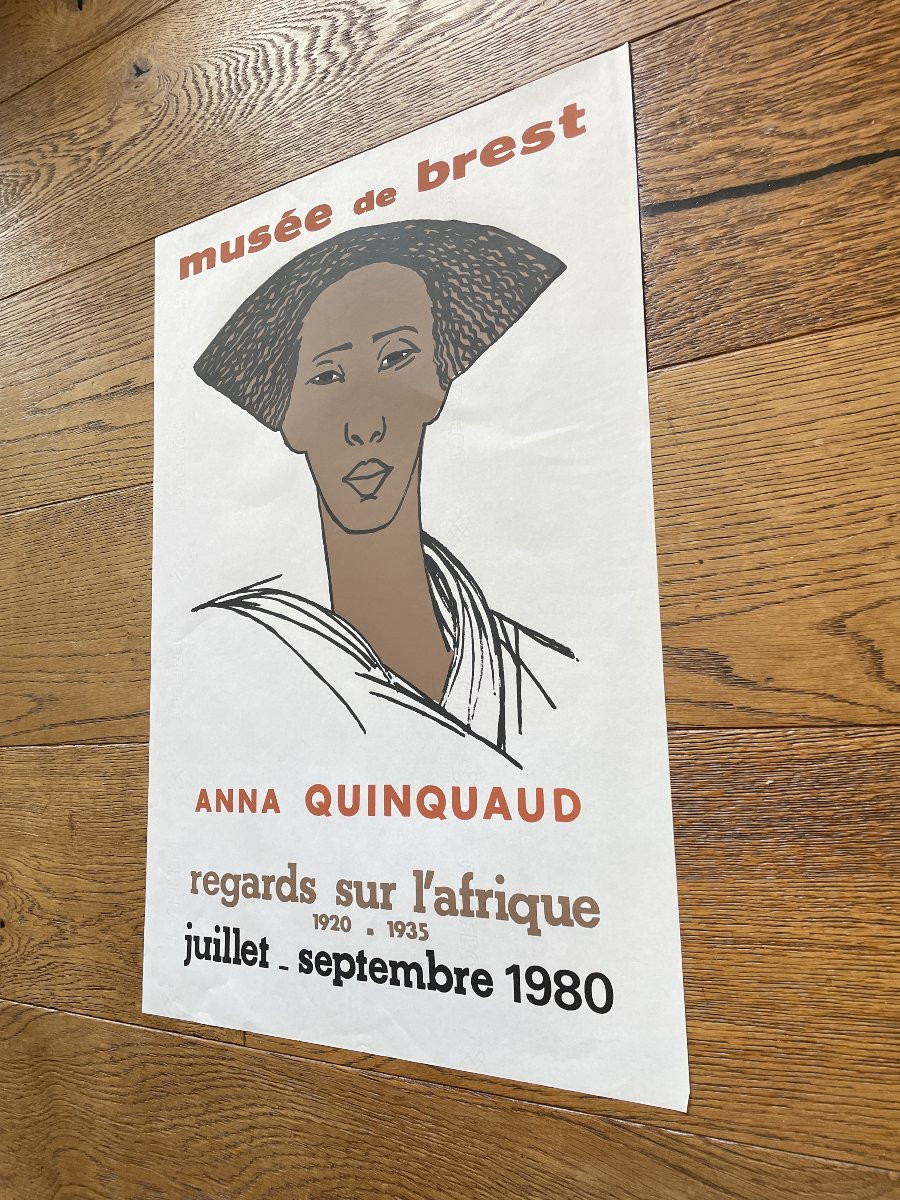 musée de brest
ANNA QUINQUAUD
regards sur l'afrique
1920 . 1935
juillet - septembre 1980